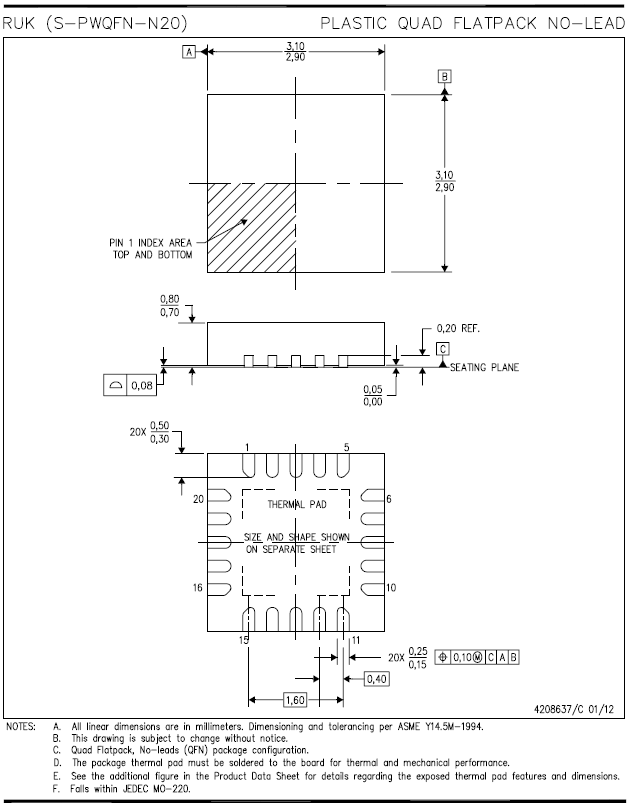 RUK (S-PWQFN-N20) PLASTIC QUAD FLATPACK NO-LEAD
A
3,10
2,90
B
3,10
2,90
PIN 1 INDEX AREA
TOP AND BOTTOM
0,80
0,70
0,20 REF.
C
SEATING PLANE
⌓ 0,08
0,05
0,00
20X 0,50
0,30
1 5
20 6
THERMAL PAD
SIZE AND SHAPE SHOWN
ON SEPARATE SHEET
16 10
15 11
20X 0,25
0,15
⌖ 0,10Ⓜ C A B
0,40
1,60
4208637/C 01/12
NOTES: A. All linear dimensions are in millimeters. Dimensioning and tolerancing per ASME Y14.5M-1994.
B. This drawing is subject to change without notice.
C. Quad Flatpack, No-leads (QFN) package configuration.
D. The package thermal pad must be soldered to the board for thermal and mechanical performance.
E. See the additional figure in the Product Data Sheet for details regarding the exposed thermal pad features and dimensions.
F. Falls within JEDEC MO-220.